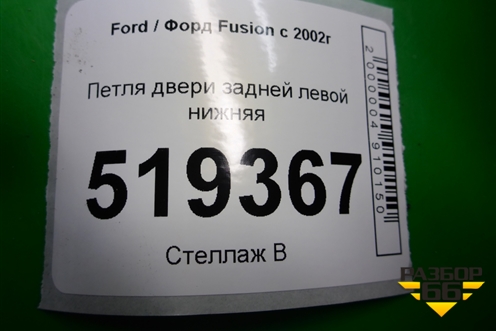 Ford / Форд Fusion с 2002г
Петля двери задней левой
нижняя
519367
Стеллаж В
2000004910150
РАЗБОР
66